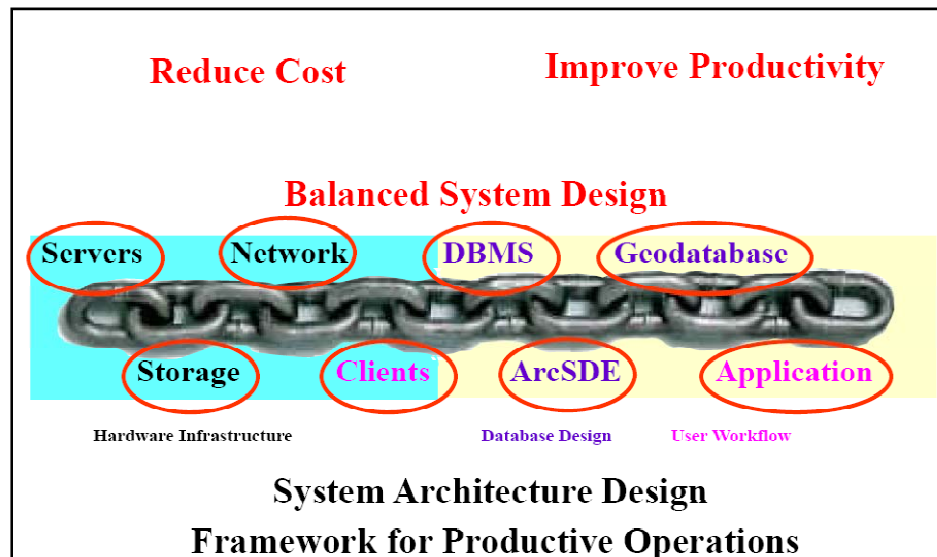 Reduce Cost
Improve Productivity
Balanced System Design
Servers
Network
DBMS
Geodatabase
Storage
Clients
ArcSDE
Application
Hardware Infrastructure
Database Design
User Workflow
System Architecture Design
Framework for Productive Operations